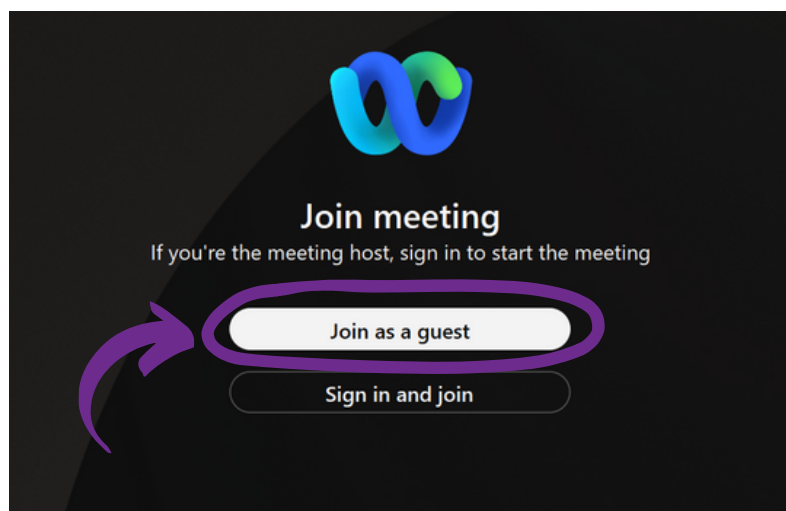 Join meeting
If you're the meeting host, sign in to start the meeting
Join as a guest
Sign in and join